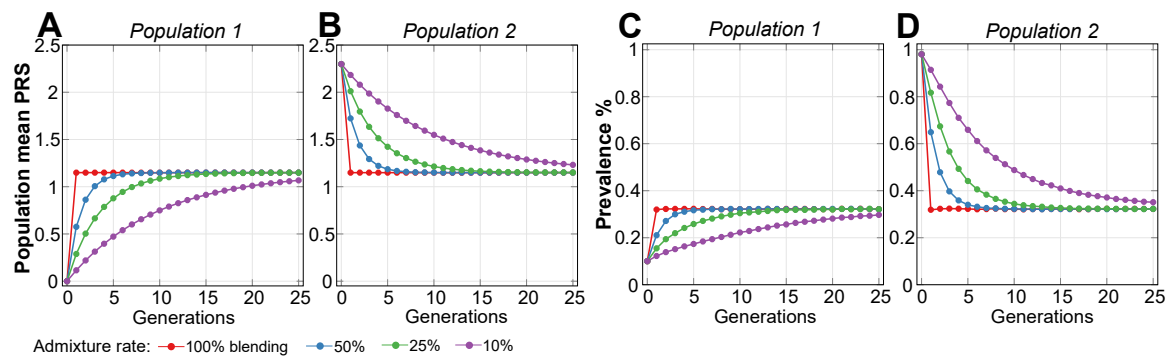 A Population 1
B Population 2
C Population 1
D Population 2
Population mean PRS
2.5
2
1.5
1
0.5
0
0 5 10 15 20 25
Generations
2.5
2
1.5
1
0.5
0
0 5 10 15 20 25
Generations
Prevalence %
1
0.8
0.6
0.4
0.2
0
0 5 10 15 20 25
Generations
1
0.8
0.6
0.4
0.2
0
0 5 10 15 20 25
Generations
Admixture rate: 100% blending 50% 25% 10%